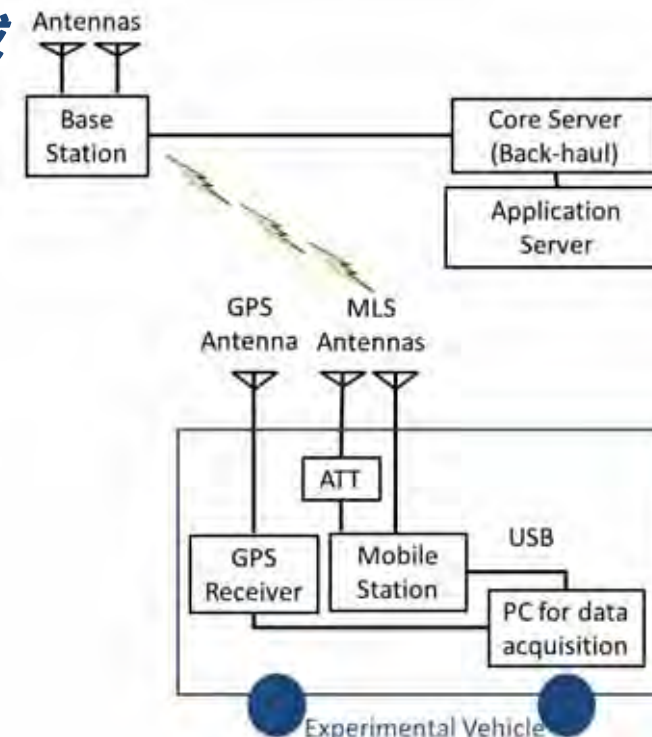 Antennas
Base
Station
Core Server
(Back-haul)
Application
Server
GPS
Antenna
MLS
Antennas
ATT
GPS
Receiver
Mobile
Station
USB
PC for data
acquisition
Experimental Vehicle